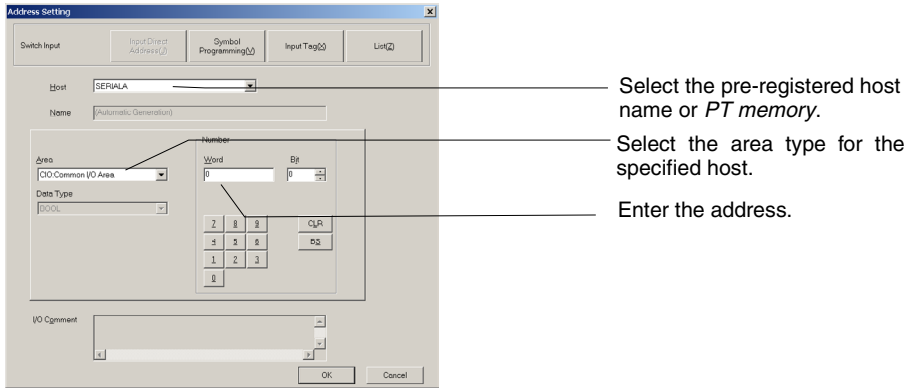 Address Setting
Switch Input
Input Direct
Address(J)
Symbol
Programming(V)
Input Tag(X)
List(Z)
Host
SERIALA
Select the pre-registered host
name or PT memory.
Name
(Automatic Generation)
Number
Select the area type for the
specified host.
Area
Word
Bit
CIO:Common I/O Area
0
0
Data Type
BOOL
Enter the address.
7 8 9 CLR
4 5 6 BS
1 2 3
0
I/O Comment
OK
Cancel